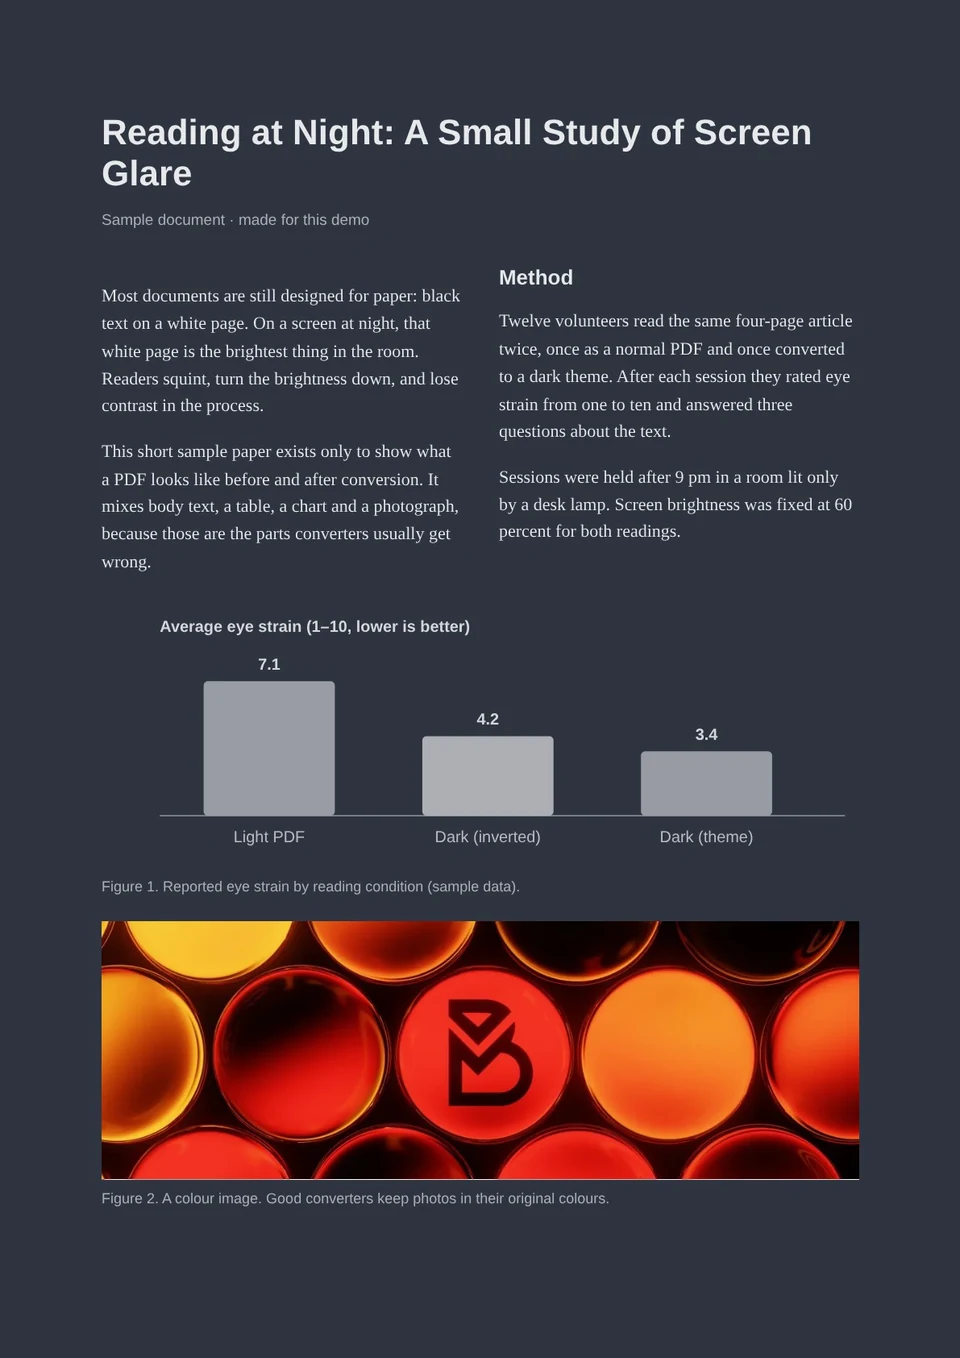 Reading at Night: A Small Study of Screen
Glare
Sample document · made for this demo
Most documents are still designed for paper: black
text on a white page. On a screen at night, that
white page is the brightest thing in the room.
Readers squint, turn the brightness down, and lose
contrast in the process.
This short sample paper exists only to show what
a PDF looks like before and after conversion. It
mixes body text, a table, a chart and a photograph,
because those are the parts converters usually get
wrong.
Method
Twelve volunteers read the same four-page article
twice, once as a normal PDF and once converted
to a dark theme. After each session they rated eye
strain from one to ten and answered three
questions about the text.
Sessions were held after 9 pm in a room lit only
by a desk lamp. Screen brightness was fixed at 60
percent for both readings.
Average eye strain (1–10, lower is better)
7.1
4.2
3.4
Light PDF
Dark (inverted)
Dark (theme)
Figure 1. Reported eye strain by reading condition (sample data).
B
Figure 2. A colour image. Good converters keep photos in their original colours.